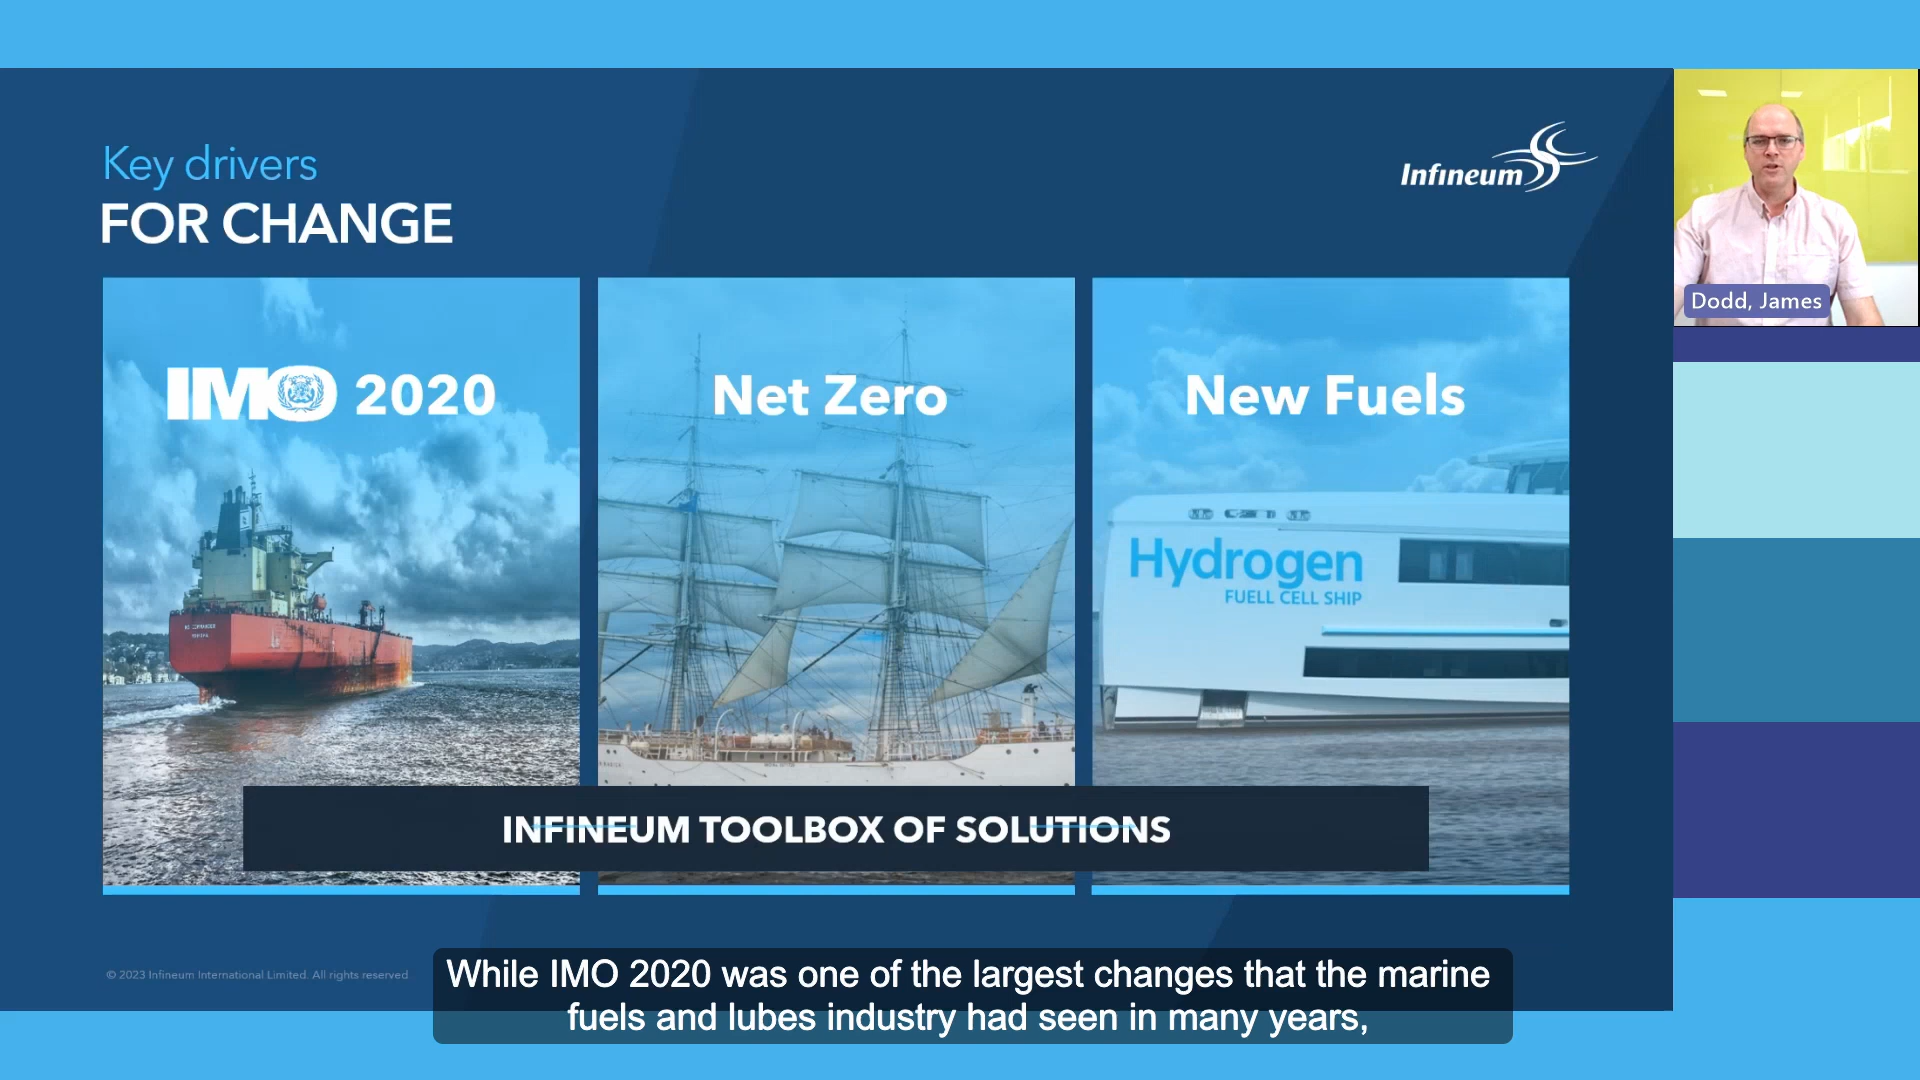 Key drivers
FOR CHANGE
Infineum
Dodd, James
IMO 2020
Net Zero
New Fuels
Hydrogen
FUELL CELL SHIP
INFINEUM TOOLBOX OF SOLUTIONS
© 2023 Infineum International Limited. All rights reserved
While IMO 2020 was one of the largest changes that the marine
fuels and lubes industry had seen in many years,